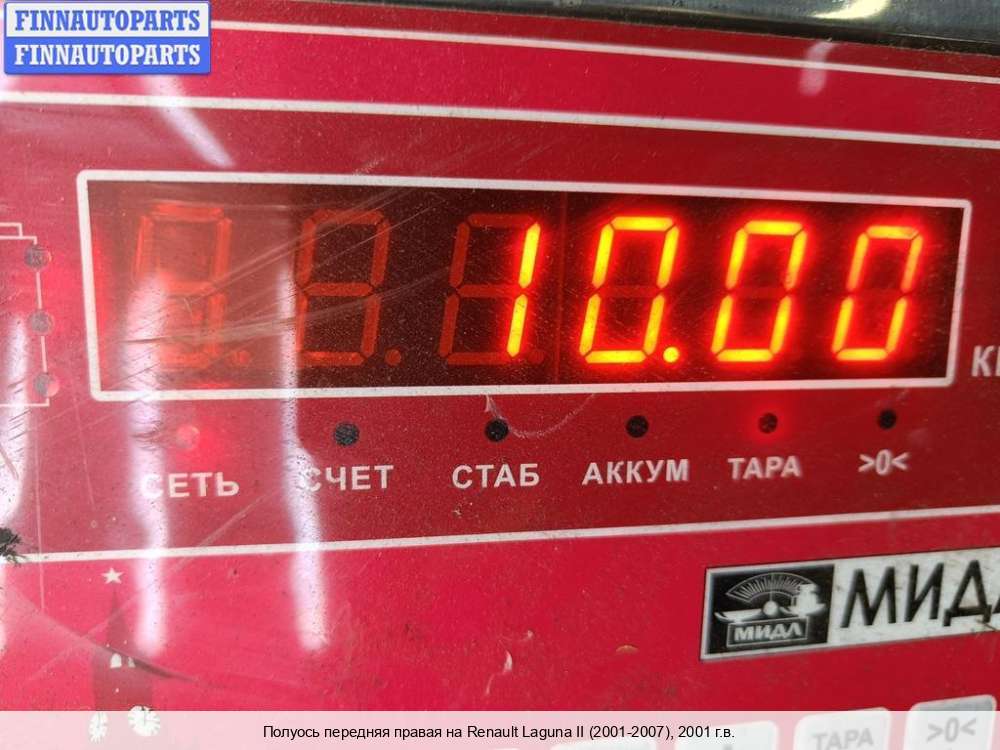 FINNAUTOPARTS
FINNAUTOPARTS
10.00
СЕТЬ СЧЕТ СТАБ АККУМ ТАРА >0<
МИДЛ
ТАРА >0<
Полуось передняя правая на Renault Laguna II (2001-2007), 2001 г.в.